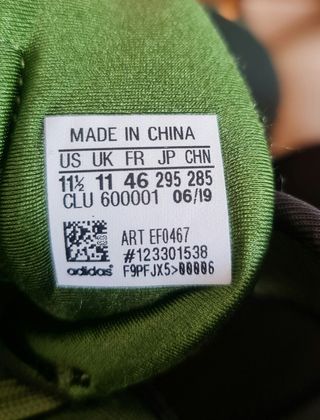 MADE IN CHINA
US UK FR JP CHN
11½ 11 46 295 285
CLU 600001 06/19
ART EF0467
#123301538
adidas F9PFJX5>00006